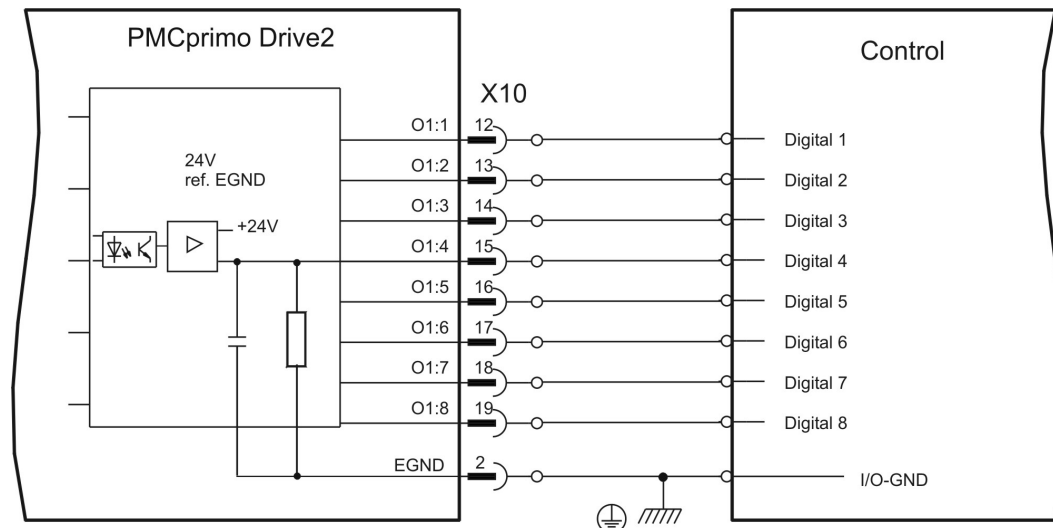 PMCprimo Drive2
Control
X10
24V
ref. EGND
+24V
O1:1 12 Digital 1
O1:2 13 Digital 2
O1:3 14 Digital 3
O1:4 15 Digital 4
O1:5 16 Digital 5
O1:6 17 Digital 6
O1:7 18 Digital 7
O1:8 19 Digital 8
EGND 2 I/O-GND